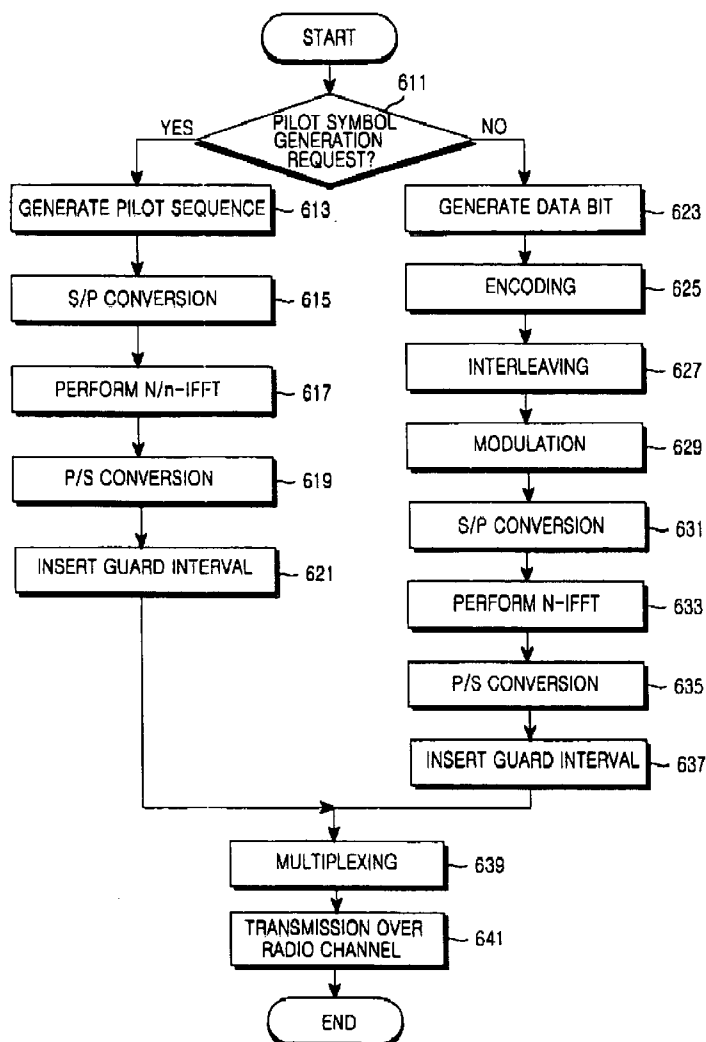 START
611
PILOT SYMBOL
GENERATION
REQUEST?
YES
NO
GENERATE PILOT SEQUENCE
613
S/P CONVERSION
615
PERFORM N/n-IFFT
617
P/S CONVERSION
619
INSERT GUARD INTERVAL
621
GENERATE DATA BIT
623
ENCODING
625
INTERLEAVING
627
MODULATION
629
S/P CONVERSION
631
PERFORM N-IFFT
633
P/S CONVERSION
635
INSERT GUARD INTERVAL
637
MULTIPLEXING
639
TRANSMISSION OVER
RADIO CHANNEL
641
END